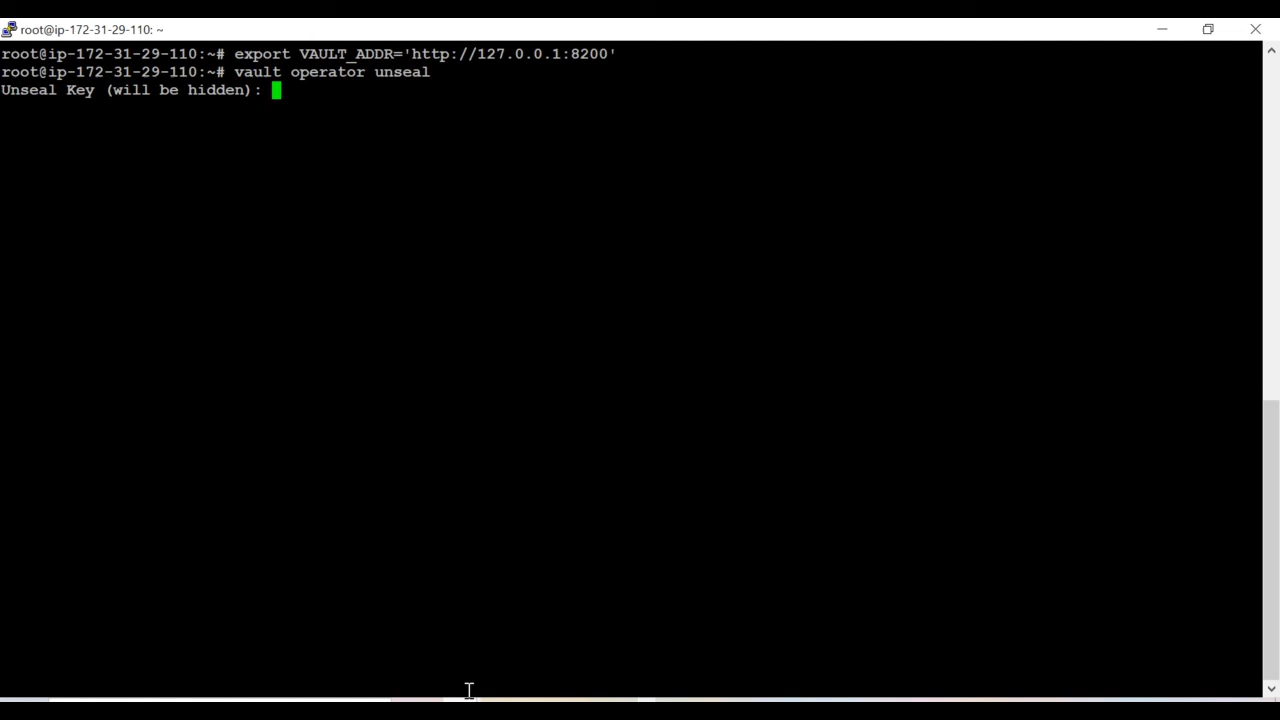 root@ip-172-31-29-110: ~
root@ip-172-31-29-110:~# export VAULT_ADDR='http://127.0.0.1:8200'
root@ip-172-31-29-110:~# vault operator unseal
Unseal Key (will be hidden):